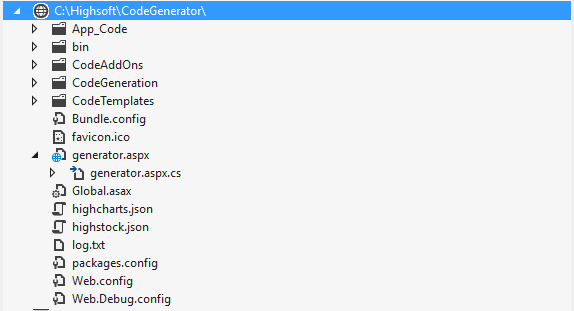 C:\Highsoft\CodeGenerator\
App_Code
bin
CodeAddOns
CodeGeneration
CodeTemplates
Bundle.config
favicon.ico
generator.aspx
generator.aspx.cs
Global.asax
highcharts.json
highstock.json
log.txt
packages.config
Web.config
Web.Debug.config